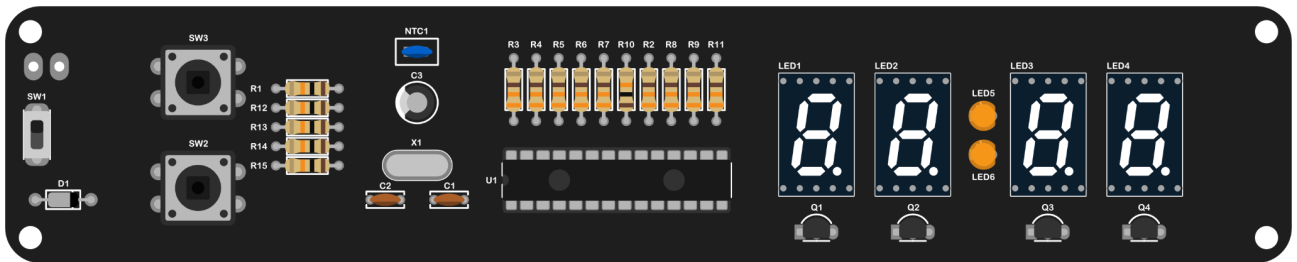 SW3
NTC1
R3 R4 R5 R6 R7 R10 R2 R8 R9 R11
LED1 LED2 LED3 LED4
C3
R1
SW1
LED5
R12
R13
SW2
R14
X1
R15
LED6
U1
D1
C2 C1
Q1 Q2 Q3 Q4